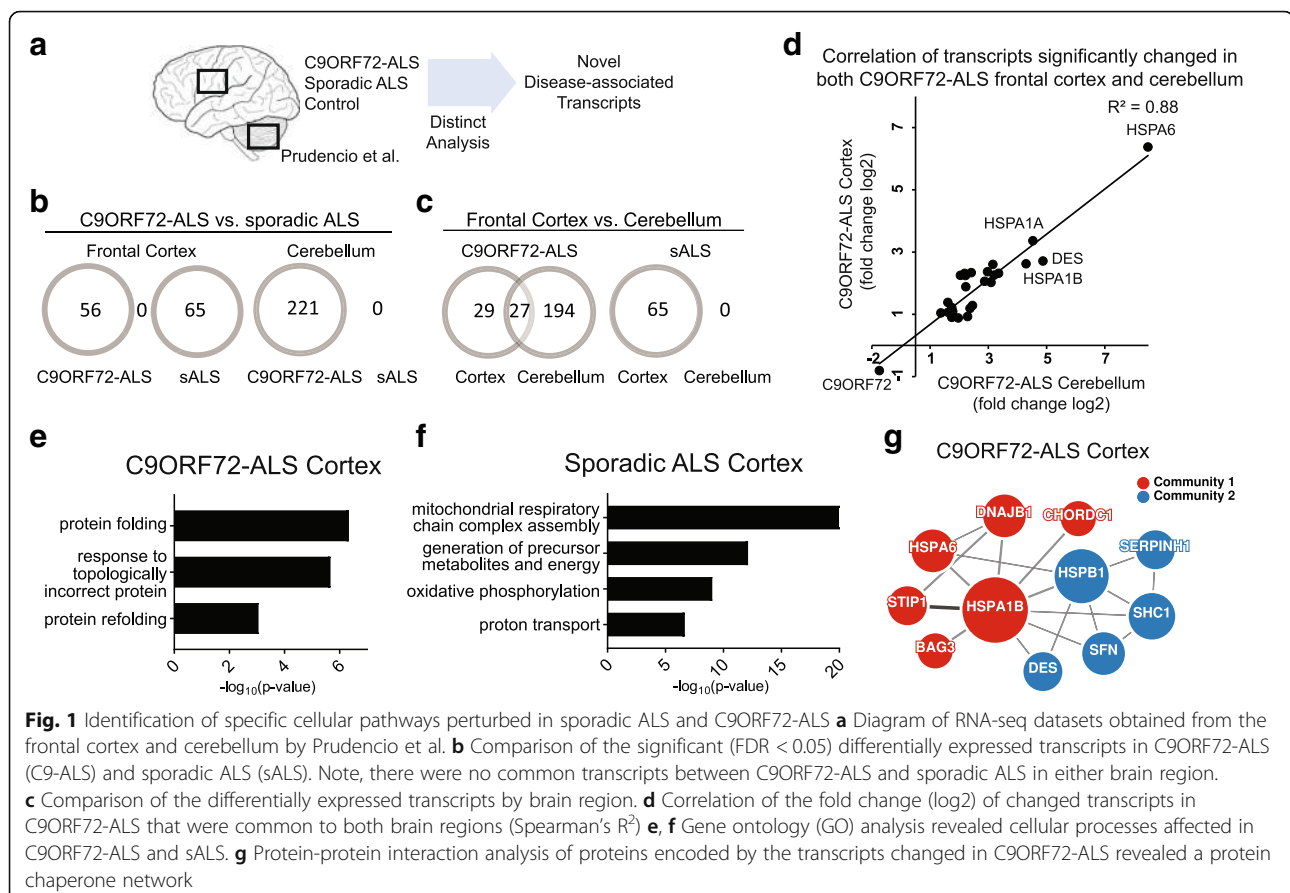 a
C9ORF72-ALS
Sporadic ALS
Control
Prudencio et al.
Distinct
Analysis
Novel
Disease-associated
Transcripts
b
C9ORF72-ALS vs. sporadic ALS
Frontal Cortex
Cerebellum
56
0
65
221
0
C9ORF72-ALS
sALS
C9ORF72-ALS
sALS
c
Frontal Cortex vs. Cerebellum
C9ORF72-ALS
sALS
29
27
194
65
0
Cortex
Cerebellum
Cortex
Cerebellum
d
Correlation of transcripts significantly changed in
both C9ORF72-ALS frontal cortex and cerebellum
R² = 0.88
HSPA6
HSPA1A
DES
HSPA1B
C9ORF72
C9ORF72-ALS Cortex
(fold change log2)
7
5
3
1
-1
-2
1
3
5
7
C9ORF72-ALS Cerebellum
(fold change log2)
e
C9ORF72-ALS Cortex
protein folding
response to
topologically
incorrect protein
protein refolding
0
2
4
6
-log10(p-value)
f
Sporadic ALS Cortex
mitochondrial respiratory
chain complex assembly
generation of precursor
metabolites and energy
oxidative phosphorylation
proton transport
0
5
10
15
20
-log10(p-value)
g
C9ORF72-ALS Cortex
Community 1
Community 2
DNAJB1
CHORDC1
HSPA6
SERPINH1
HSPB1
STIP1
HSPA1B
SHC1
BAG3
SFN
DES
Fig. 1 Identification of specific cellular pathways perturbed in sporadic ALS and C9ORF72-ALS a Diagram of RNA-seq datasets obtained from the
frontal cortex and cerebellum by Prudencio et al. b Comparison of the significant (FDR < 0.05) differentially expressed transcripts in C9ORF72-ALS
(C9-ALS) and sporadic ALS (sALS). Note, there were no common transcripts between C9ORF72-ALS and sporadic ALS in either brain region.
c Comparison of the differentially expressed transcripts by brain region. d Correlation of the fold change (log2) of changed transcripts in
C9ORF72-ALS that were common to both brain regions (Spearman's R²) e, f Gene ontology (GO) analysis revealed cellular processes affected in
C9ORF72-ALS and sALS. g Protein-protein interaction analysis of proteins encoded by the transcripts changed in C9ORF72-ALS revealed a protein
chaperone network